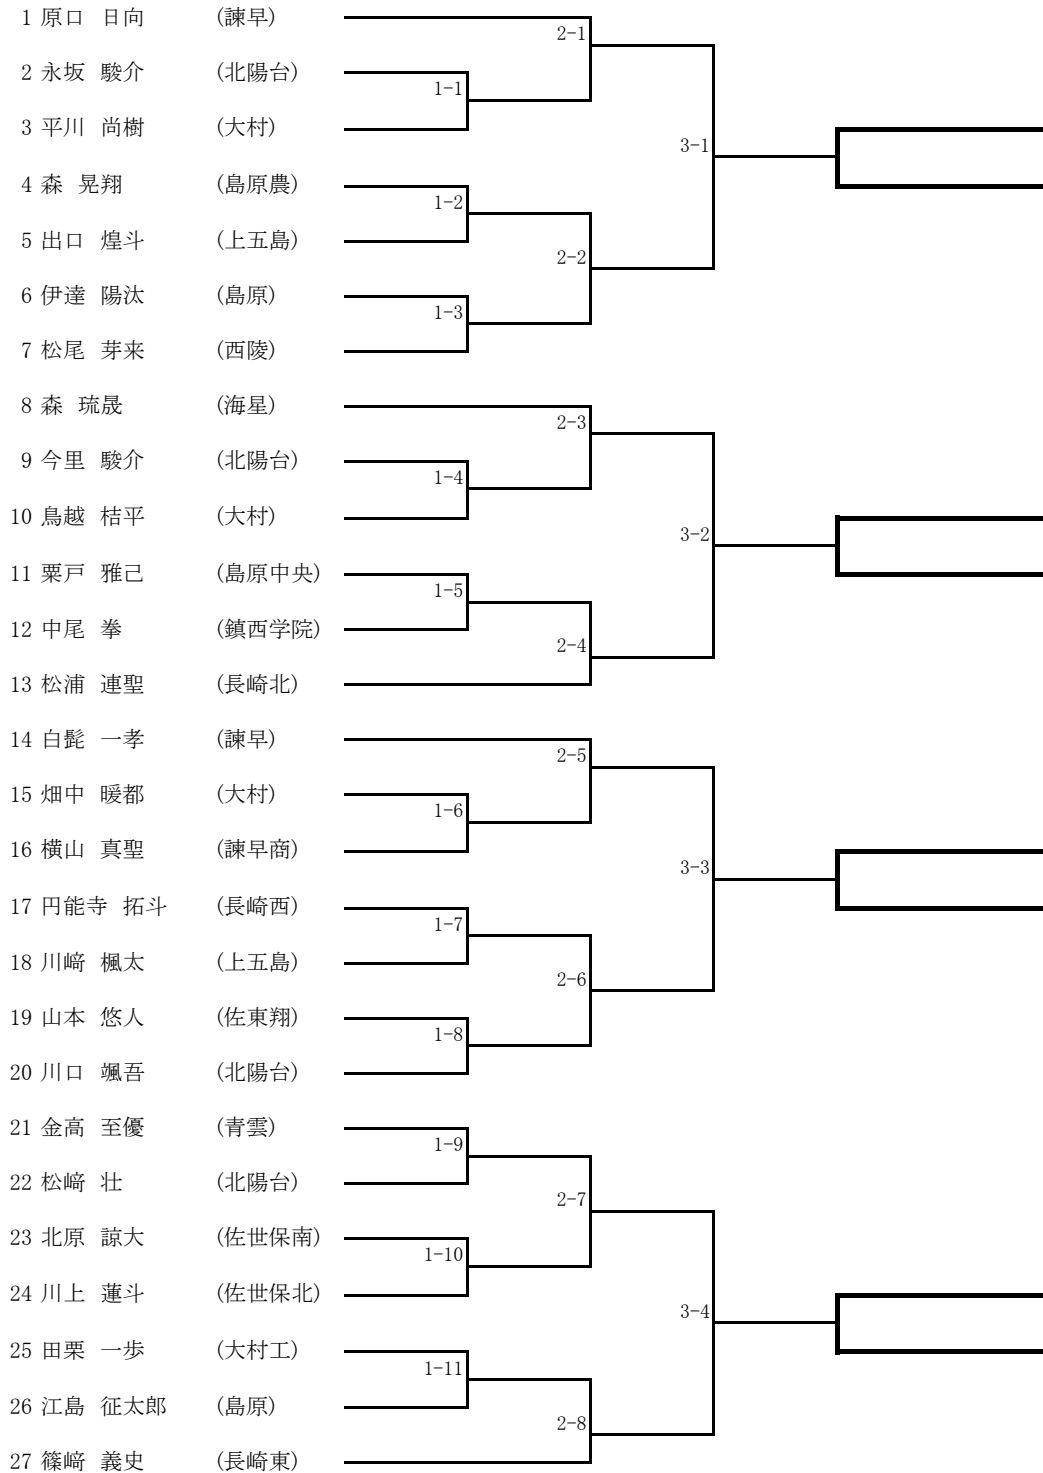 1 原口 日向 (諫早)
2-1
2 永坂 駿介 (北陽台)
1-1
3 平川 尚樹 (大村)
3-1
4 森 晃翔 (島原農)
1-2
5 出口 煌斗 (上五島)
2-2
6 伊達 陽汰 (島原)
1-3
7 松尾 芽来 (西陵)
8 森 琉晟 (海星)
2-3
9 今里 駿介 (北陽台)
1-4
10 鳥越 桔平 (大村)
3-2
11 粟戸 雅己 (島原中央)
1-5
12 中尾 拳 (鎮西学院)
2-4
13 松浦 連聖 (長崎北)
14 白髭 一孝 (諫早)
2-5
15 畑中 暖都 (大村)
1-6
16 横山 真聖 (諫早商)
3-3
17 円能寺 拓斗 (長崎西)
1-7
18 川﨑 楓太 (上五島)
2-6
19 山本 悠人 (佐東翔)
1-8
20 川口 颯吾 (北陽台)
21 金高 至優 (青雲)
1-9
22 松﨑 壮 (北陽台)
2-7
23 北原 諒大 (佐世保南)
1-10
24 川上 蓮斗 (佐世保北)
3-4
25 田栗 一歩 (大村工)
1-11
26 江島 征太郎 (島原)
2-8
27 篠﨑 義史 (長崎東)